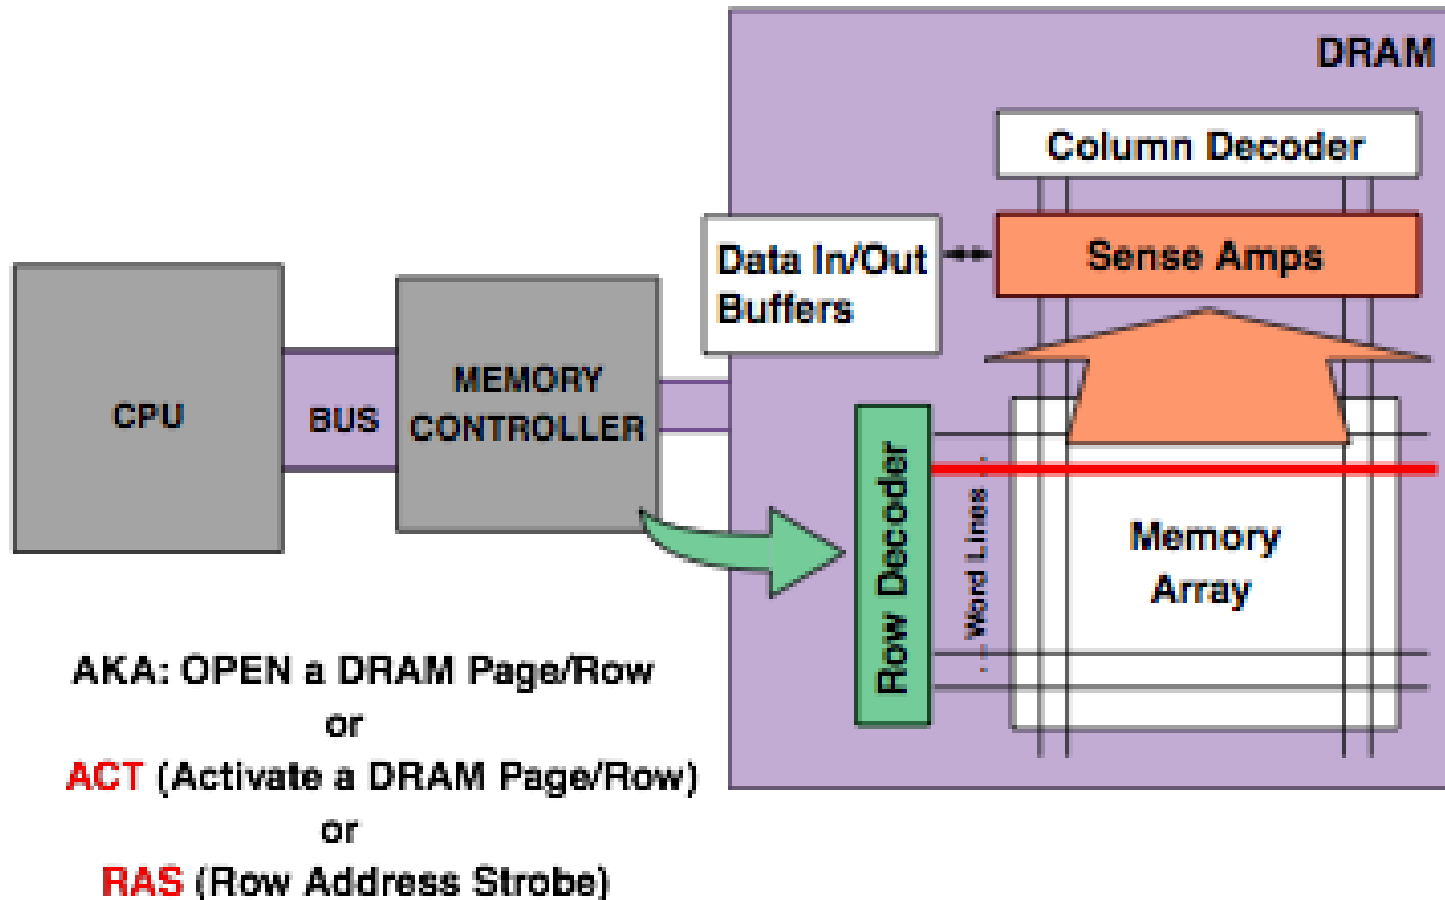 DRAM
Column Decoder
Data In/Out
Buffers
Sense Amps
CPU
BUS
MEMORY
CONTROLLER
Row Decoder
... Word Lines ...
Memory
Array
AKA: OPEN a DRAM Page/Row
or
ACT (Activate a DRAM Page/Row)
or
RAS (Row Address Strobe)